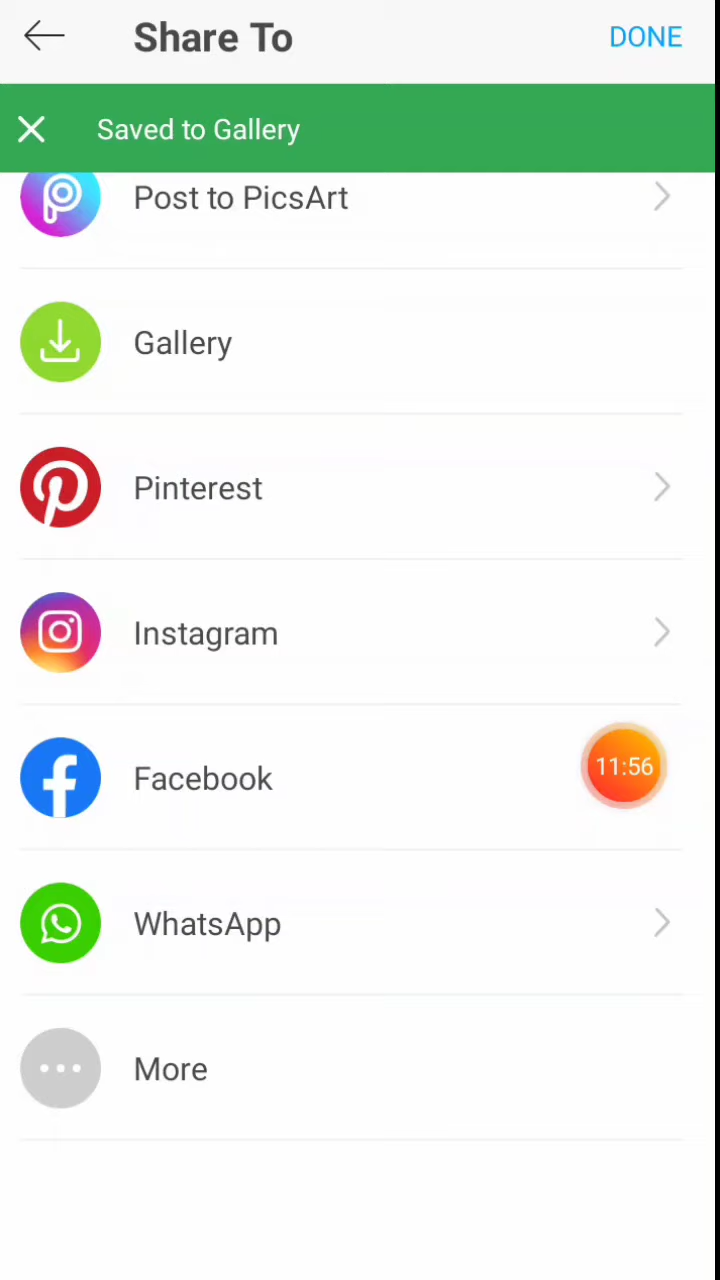 Share To
DONE
Saved to Gallery
Post to PicsArt
Gallery
Pinterest
Instagram
Facebook
11:56
WhatsApp
More